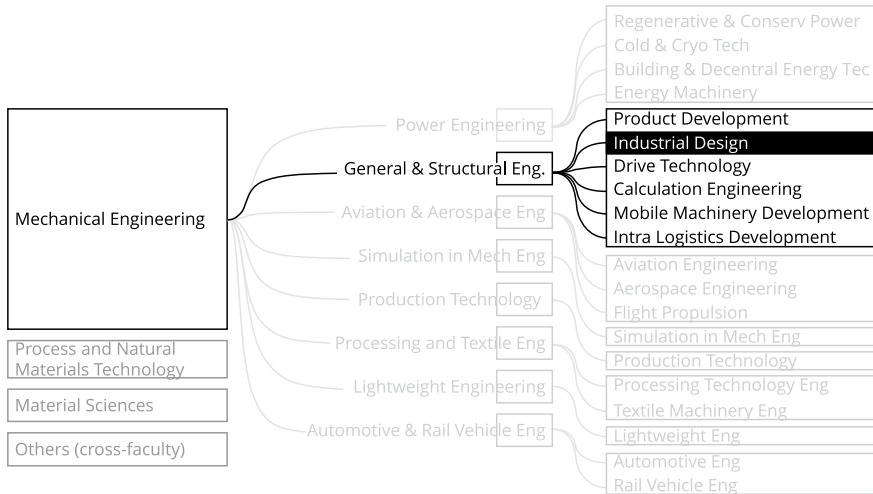 Mechanical Engineering
Process and Natural
Materials Technology
Material Sciences
Others (cross-faculty)
Power Engineering
General & Structural Eng.
Aviation & Aerospace Eng
Simulation in Mech Eng
Production Technology
Processing and Textile Eng
Lightweight Engineering
Automotive & Rail Vehicle Eng
Regenerative & Conserv Power
Cold & Cryo Tech
Building & Decentral Energy Tec
Energy Machinery
Product Development
Industrial Design
Drive Technology
Calculation Engineering
Mobile Machinery Development
Intra Logistics Development
Aviation Engineering
Aerospace Engineering
Flight Propulsion
Simulation in Mech Eng
Production Technology
Processing Technology Eng
Textile Machinery Eng
Lightweight Eng
Automotive Eng
Rail Vehicle Eng